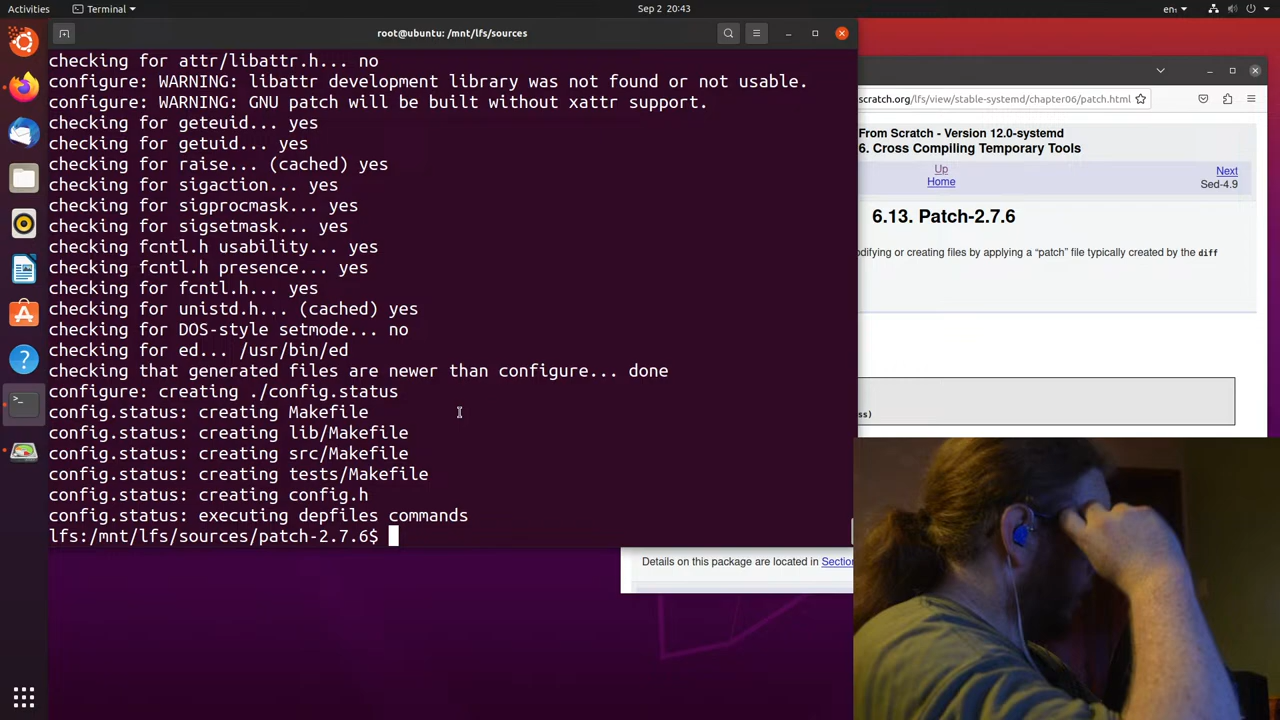 Activities
Terminal
Sep 2 20:43
en
root@ubuntu: /mnt/lfs/sources
checking for attr/libattr.h... no
configure: WARNING: libattr development library was not found or not usable.
configure: WARNING: GNU patch will be built without xattr support.
checking for geteuid... yes
checking for getuid... yes
checking for raise... (cached) yes
checking for sigaction... yes
checking for sigprocmask... yes
checking for sigsetmask... yes
checking for fcntl.h usability... yes
checking for fcntl.h presence... yes
checking for fcntl.h... yes
checking for unistd.h... (cached) yes
checking for DOS-style setmode... no
checking for ed... /usr/bin/ed
checking that generated files are newer than configure... done
configure: creating ./config.status
config.status: creating Makefile
config.status: creating lib/Makefile
config.status: creating src/Makefile
config.status: creating tests/Makefile
config.status: creating config.h
config.status: executing depfiles commands
lfs:/mnt/lfs/sources/patch-2.7.6$
scratch.org/lfs/view/stable-systemd/chapter06/patch.html
From Scratch - Version 12.0-systemd
6. Cross Compiling Temporary Tools
Up
Home
Next
Sed-4.9
6.13. Patch-2.7.6
odifying or creating files by applying a “patch” file typically created by the diff
ss)
Details on this package are located in Sectio